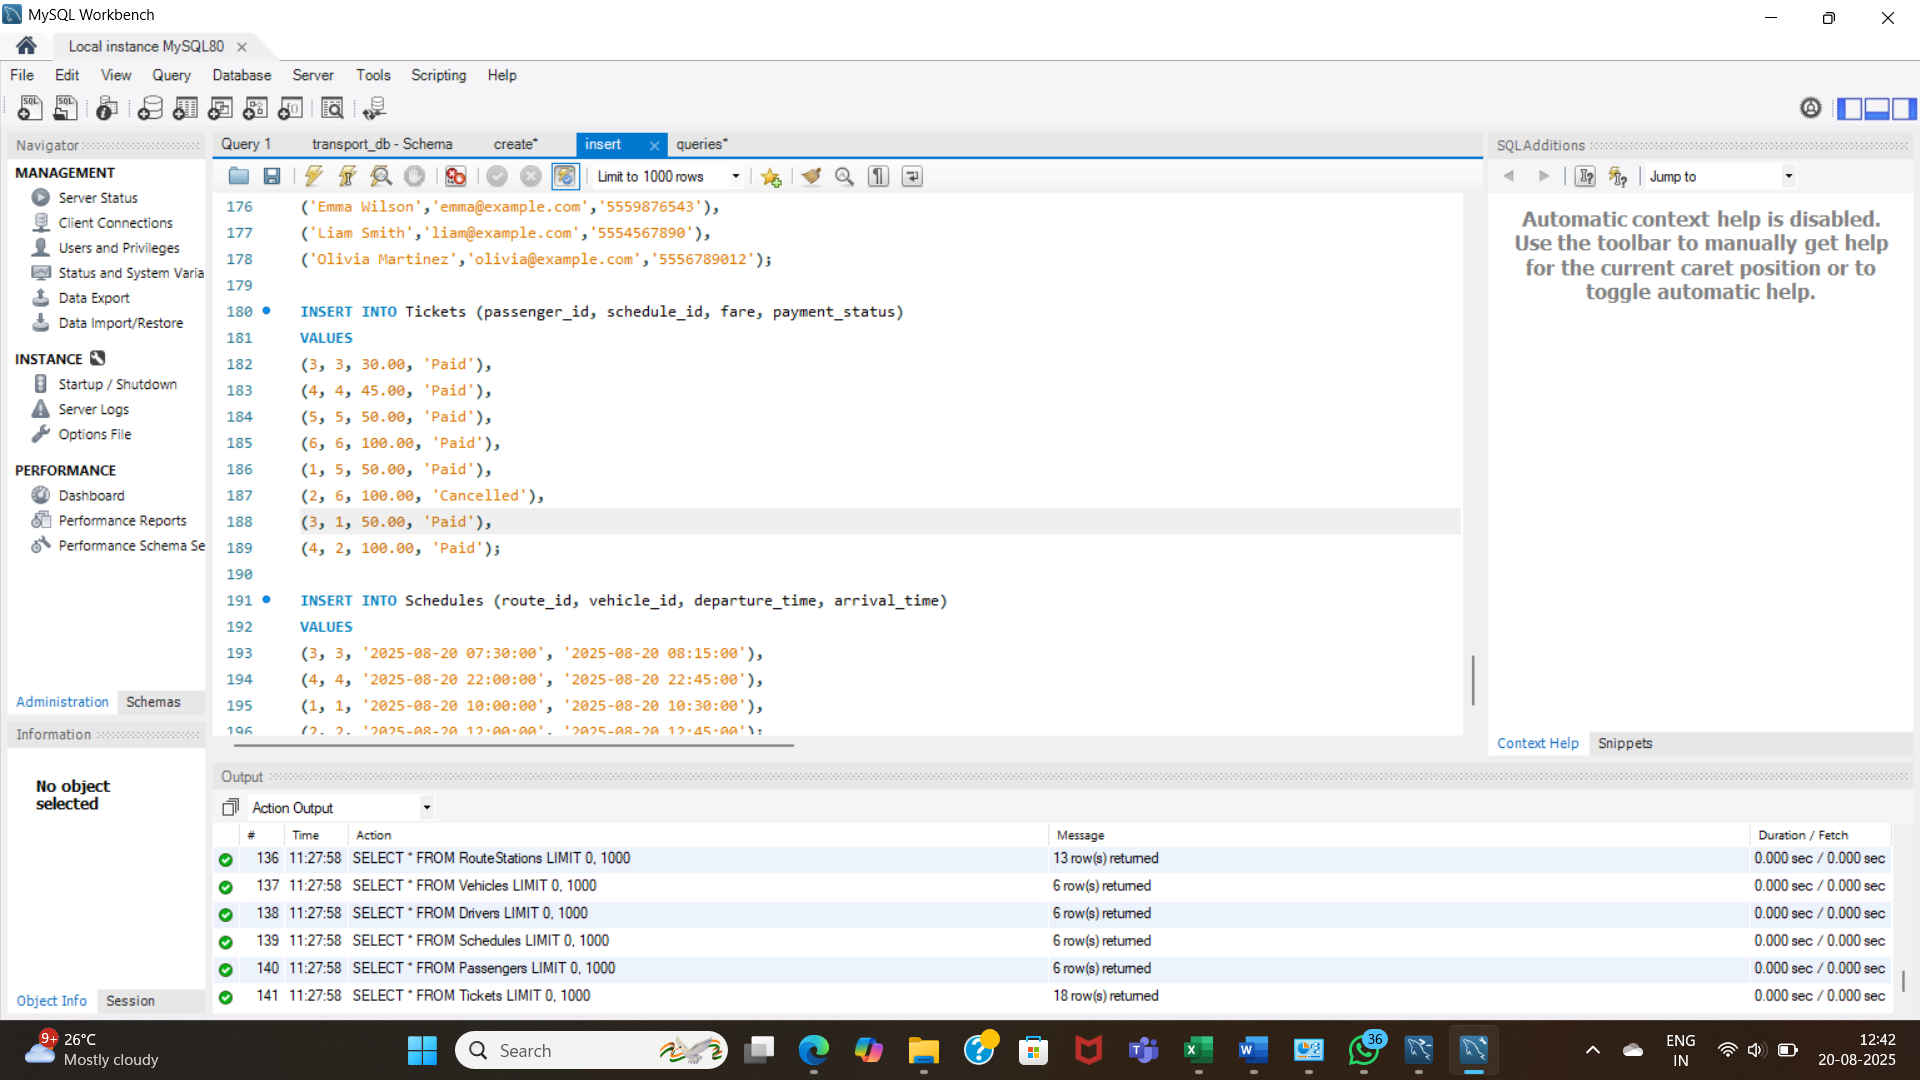 MySQL Workbench
Local instance MySQL80
File Edit View Query Database Server Tools Scripting Help
Navigator
MANAGEMENT
Server Status
Client Connections
Users and Privileges
Status and System Varia
Data Export
Data Import/Restore
INSTANCE
Startup / Shutdown
Server Logs
Options File
PERFORMANCE
Dashboard
Performance Reports
Performance Schema Se
Administration Schemas
Information
No object
selected
Object Info Session
Query 1 transport_db - Schema create* insert queries*
Limit to 1000 rows
176 ('Emma Wilson','emma@example.com','5559876543'),
177 ('Liam Smith','liam@example.com','5554567890'),
178 ('Olivia Martinez','olivia@example.com','5556789012');
179
180 INSERT INTO Tickets (passenger_id, schedule_id, fare, payment_status)
181 VALUES
182 (3, 3, 30.00, 'Paid'),
183 (4, 4, 45.00, 'Paid'),
184 (5, 5, 50.00, 'Paid'),
185 (6, 6, 100.00, 'Paid'),
186 (1, 5, 50.00, 'Paid'),
187 (2, 6, 100.00, 'Cancelled'),
188 (3, 1, 50.00, 'Paid'),
189 (4, 2, 100.00, 'Paid');
190
191 INSERT INTO Schedules (route_id, vehicle_id, departure_time, arrival_time)
192 VALUES
193 (3, 3, '2025-08-20 07:30:00', '2025-08-20 08:15:00'),
194 (4, 4, '2025-08-20 22:00:00', '2025-08-20 22:45:00'),
195 (1, 1, '2025-08-20 10:00:00', '2025-08-20 10:30:00'),
196 (2, 2, '2025-08-20 12:00:00', '2025-08-20 12:45:00');
SQLAdditions
Jump to
Automatic context help is disabled.
Use the toolbar to manually get help
for the current caret position or to
toggle automatic help.
Context Help Snippets
Output
Action Output
# Time Action Message Duration / Fetch
136 11:27:58 SELECT * FROM RouteStations LIMIT 0, 1000 13 row(s) returned 0.000 sec / 0.000 sec
137 11:27:58 SELECT * FROM Vehicles LIMIT 0, 1000 6 row(s) returned 0.000 sec / 0.000 sec
138 11:27:58 SELECT * FROM Drivers LIMIT 0, 1000 6 row(s) returned 0.000 sec / 0.000 sec
139 11:27:58 SELECT * FROM Schedules LIMIT 0, 1000 6 row(s) returned 0.000 sec / 0.000 sec
140 11:27:58 SELECT * FROM Passengers LIMIT 0, 1000 6 row(s) returned 0.000 sec / 0.000 sec
141 11:27:58 SELECT * FROM Tickets LIMIT 0, 1000 18 row(s) returned 0.000 sec / 0.000 sec
9+
26°C
Mostly cloudy
Search
36
ENG
IN
12:42
20-08-2025